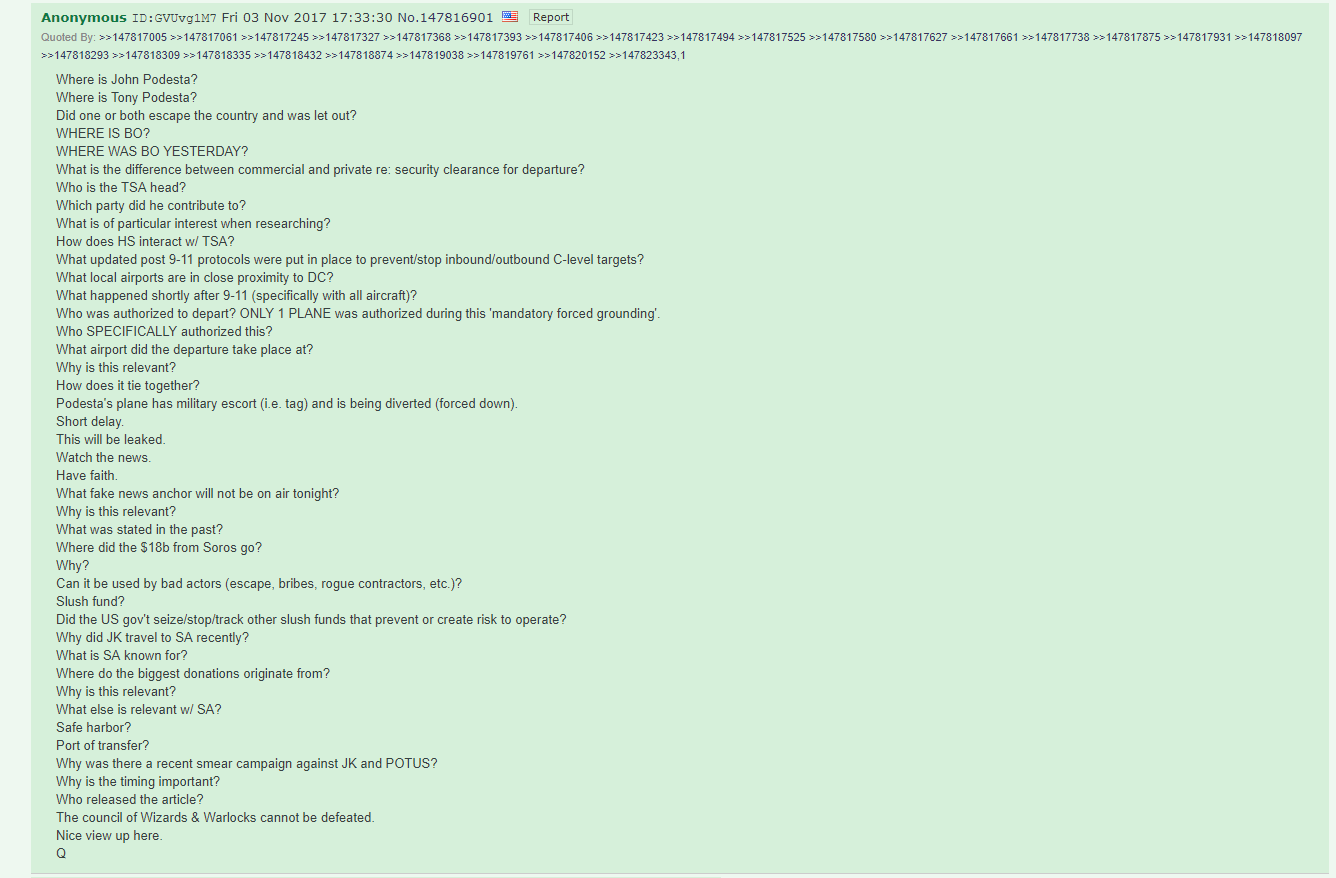 Anonymous ID:GVUvg1M7 Fri 03 Nov 2017 17:33:30 No.147816901 Report
Quoted By: >>147817005 >>147817061 >>147817245 >>147817327 >>147817368 >>147817393 >>147817406 >>147817423 >>147817494 >>147817525 >>147817580 >>147817627 >>147817661 >>147817738 >>147817875 >>147817931 >>147818097
>>147818293 >>147818309 >>147818335 >>147818432 >>147818874 >>147819038 >>147819761 >>147820152 >>147823343,1
Where is John Podesta?
Where is Tony Podesta?
Did one or both escape the country and was let out?
WHERE IS BO?
WHERE WAS BO YESTERDAY?
What is the difference between commercial and private re: security clearance for departure?
Who is the TSA head?
Which party did he contribute to?
What is of particular interest when researching?
How does HS interact w/ TSA?
What updated post 9-11 protocols were put in place to prevent/stop inbound/outbound C-level targets?
What local airports are in close proximity to DC?
What happened shortly after 9-11 (specifically with all aircraft)?
Who was authorized to depart? ONLY 1 PLANE was authorized during this 'mandatory forced grounding'.
Who SPECIFICALLY authorized this?
What airport did the departure take place at?
Why is this relevant?
How does it tie together?
Podesta's plane has military escort (i.e. tag) and is being diverted (forced down).
Short delay.
This will be leaked.
Watch the news.
Have faith.
What fake news anchor will not be on air tonight?
Why is this relevant?
What was stated in the past?
Where did the $18b from Soros go?
Why?
Can it be used by bad actors (escape, bribes, rogue contractors, etc.)?
Slush fund?
Did the US gov't seize/stop/track other slush funds that prevent or create risk to operate?
Why did JK travel to SA recently?
What is SA known for?
Where do the biggest donations originate from?
Why is this relevant?
What else is relevant w/ SA?
Safe harbor?
Port of transfer?
Why was there a recent smear campaign against JK and POTUS?
Why is the timing important?
Who released the article?
The council of Wizards & Warlocks cannot be defeated.
Nice view up here.
Q